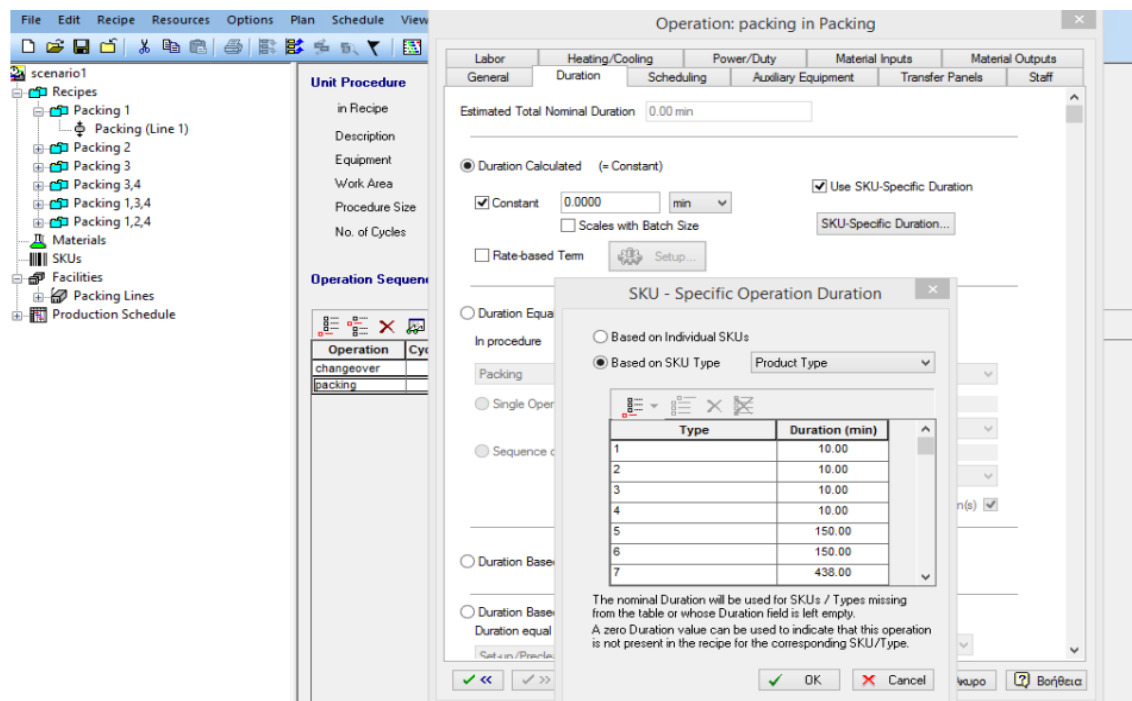 File Edit Recipe Resources Options Plan Schedule View
Operation: packing in Packing
scenario1
Recipes
Packing 1
Packing (Line 1)
Packing 2
Packing 3
Packing 3,4
Packing 1,3,4
Packing 1,2,4
Materials
SKUs
Facilities
Packing Lines
Production Schedule
Unit Procedure
in Recipe
Description
Equipment
Work Area
Procedure Size
No. of Cycles
Operation Sequen
Operation Cyc
changeover
packing
Labor Heating/Cooling Power/Duty Material Inputs Material Outputs
General Duration Scheduling Auxiliary Equipment Transfer Panels Staff
Estimated Total Nominal Duration 0.00 min
Duration Calculated (= Constant)
Use SKU-Specific Duration
Constant 0.0000 min
SKU-Specific Duration...
Scales with Batch Size
Rate-based Term Setup...
Duration Equa
In procedure
Packing
Single Oper
Sequence o
n(s)
Duration Base
Duration Base
Duration equal
Set-up/Preclea
SKU - Specific Operation Duration
Based on Individual SKUs
Based on SKU Type Product Type
Type Duration (min)
1 10.00
2 10.00
3 10.00
4 10.00
5 150.00
6 150.00
7 438.00
The nominal Duration will be used for SKUs / Types missing
from the table or whose Duration field is left empty.
A zero Duration value can be used to indicate that this operation
is not present in the recipe for the corresponding SKU/Type.
OK Cancel
κυρο Βοήθεια